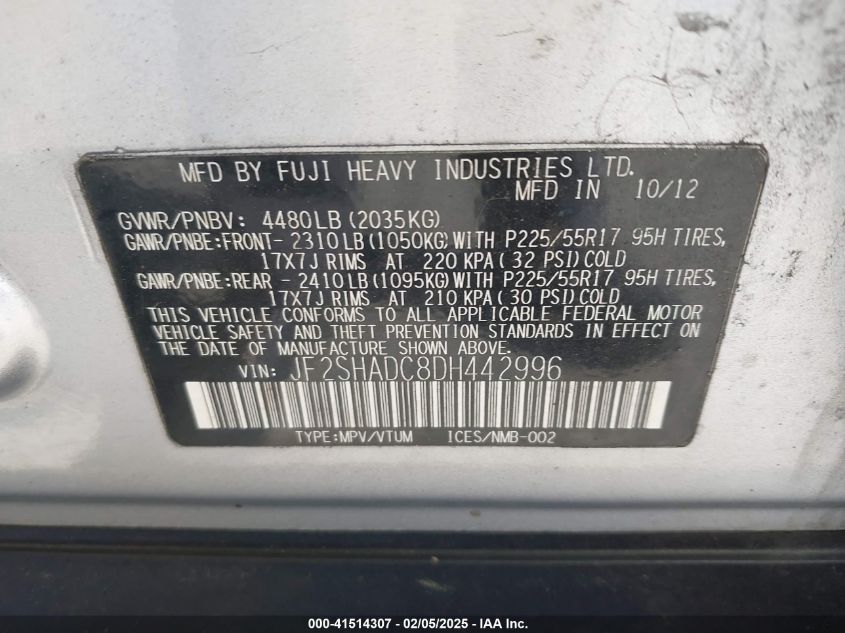 MFD BY FUJI HEAVY INDUSTRIES LTD.
MFD IN 10/12
GVWR/PNBV: 4480LB(2035KG)
GAWR/PNBE:FRONT- 2310LB(1050KG)WITH P225/55R17 95H TIRES,
17X7J RIMS AT 220 KPA(32 PSI)COLD
GAWR/PNBE:REAR - 2410LB(1095KG)WITH P225/55R17 95H TIRES,
17X7J RIMS AT 210 KPA(30 PSI)COLD
THIS VEHICLE CONFORMS TO ALL APPLICABLE FEDERAL MOTOR
VEHICLE SAFETY AND THEFT PREVENTION STANDARDS IN EFFECT ON
THE DATE OF MANUFACTURE SHOWN ABOVE.
VIN: JF2SHADC8DH442996
TYPE:MPV/VTUM ICES/NMB-002
000-41514307 - 02/05/2025 - IAA Inc.